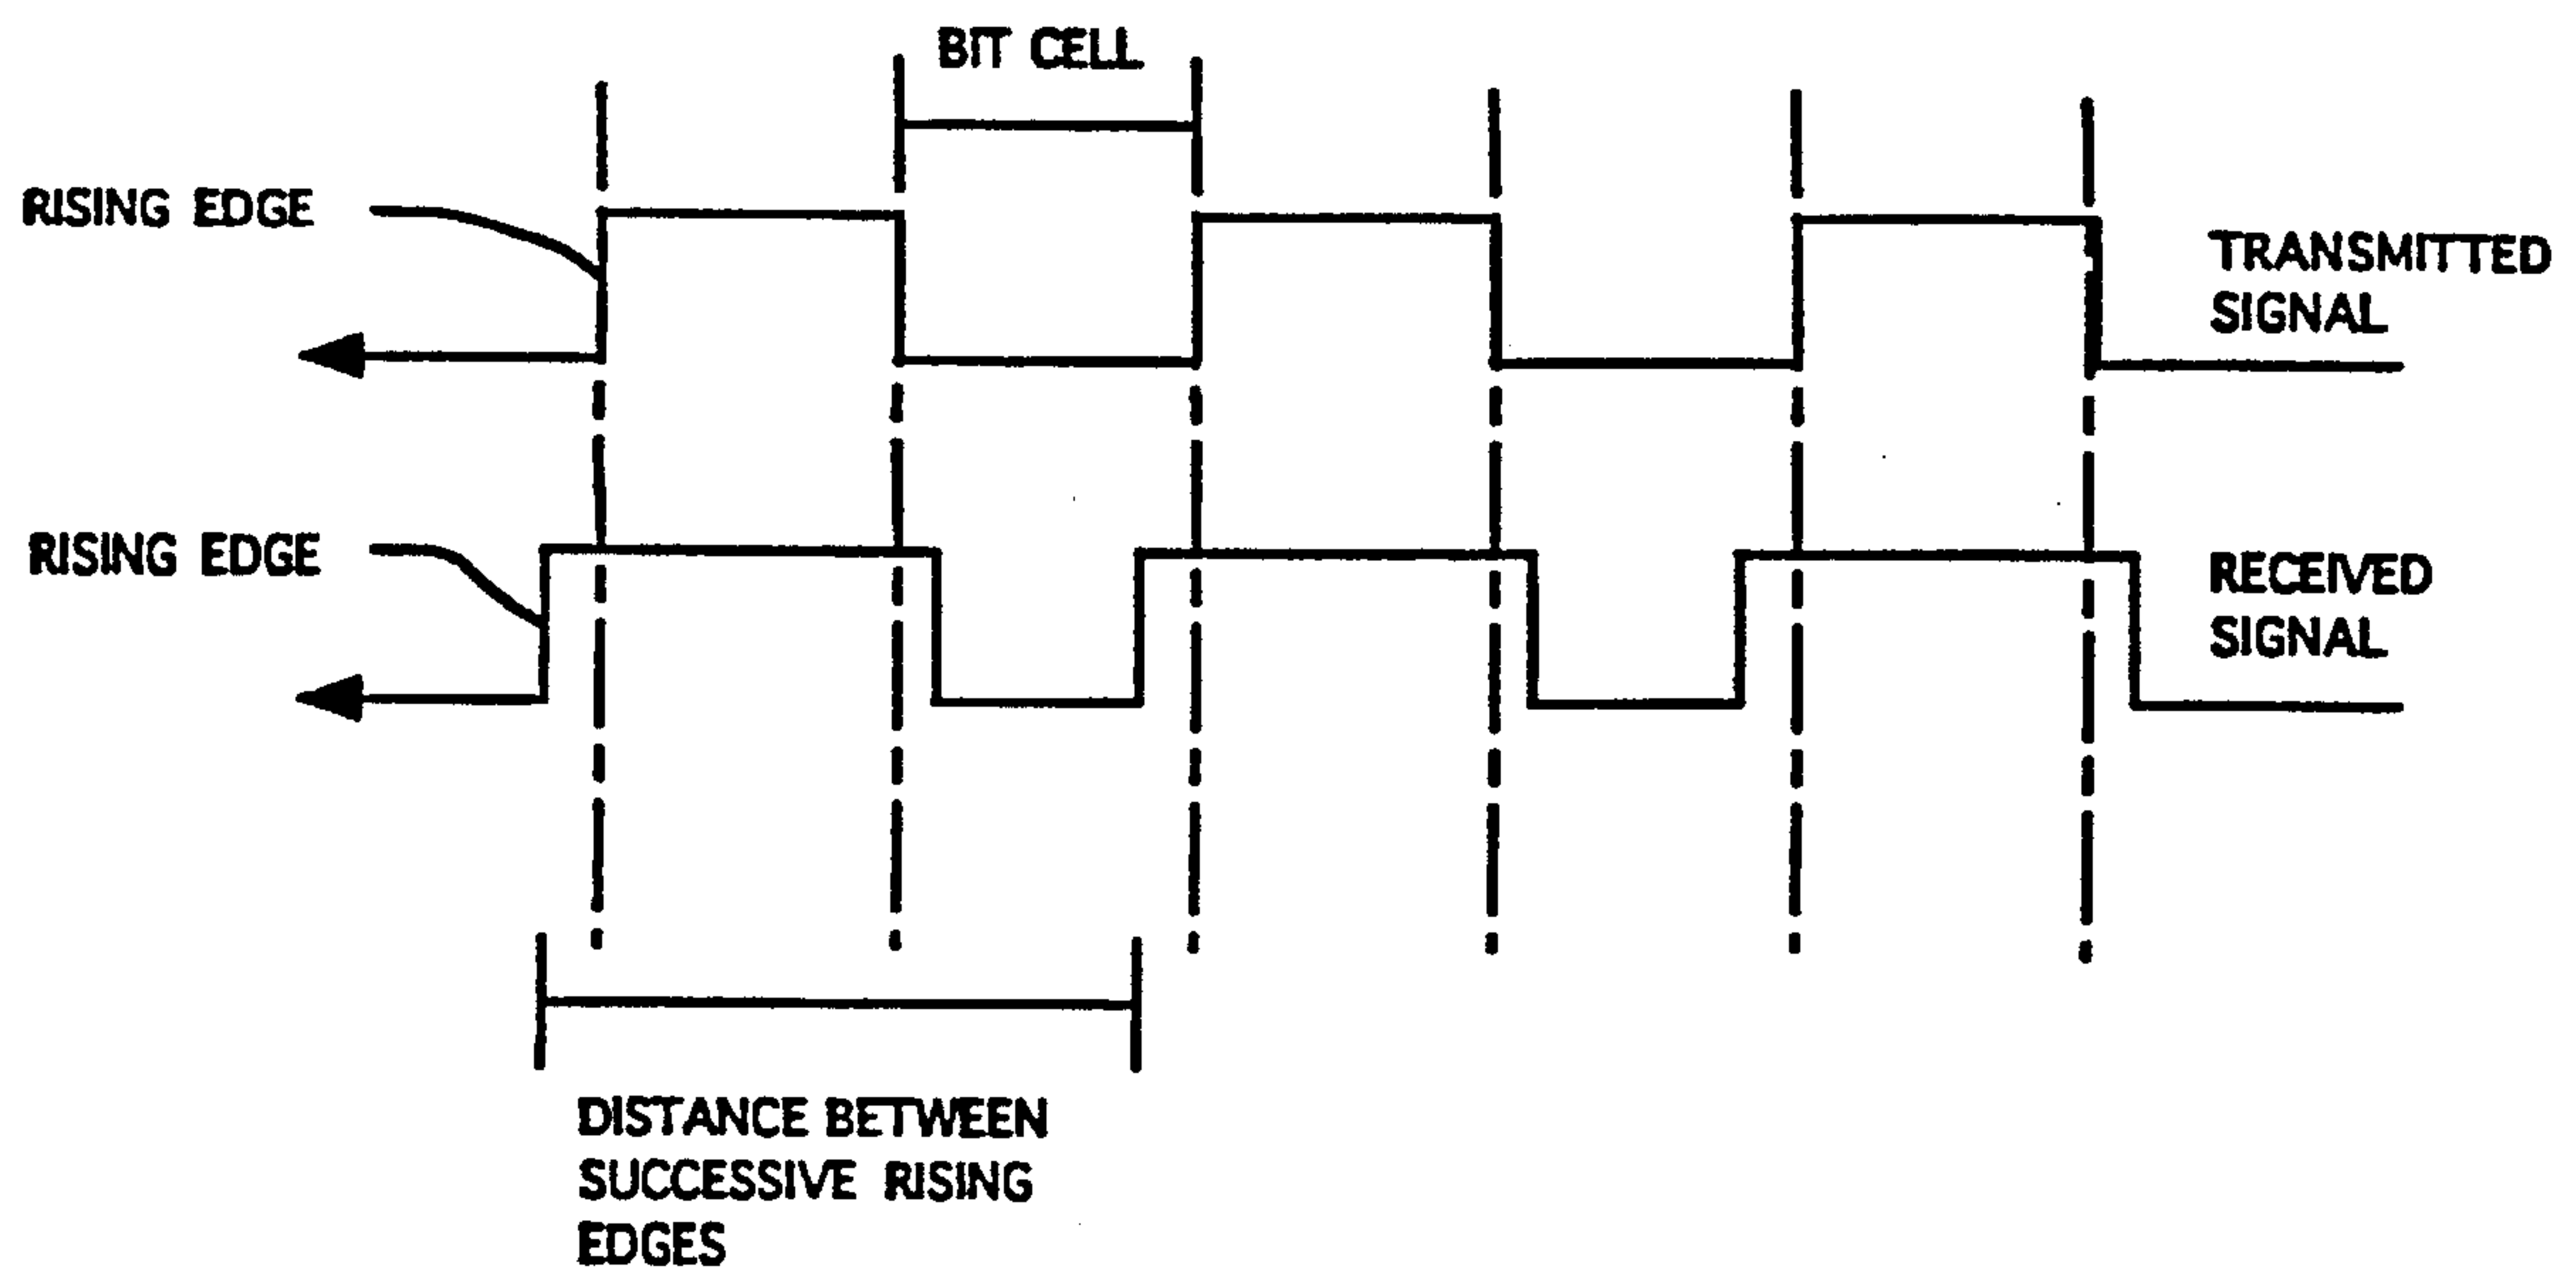 BIT CELL
RISING EDGE
TRANSMITTED
SIGNAL
RISING EDGE
RECEIVED
SIGNAL
DISTANCE BETWEEN
SUCCESSIVE RISING
EDGES